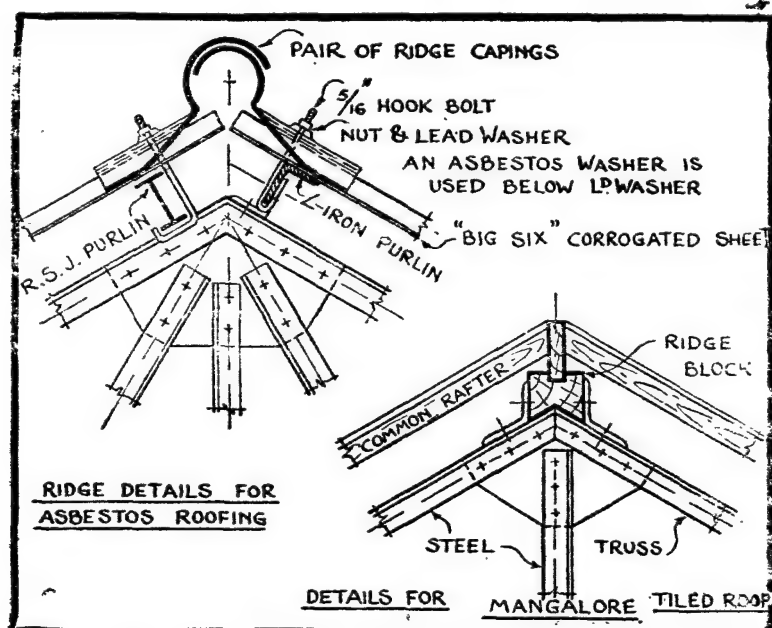 PAIR OF RIDGE CAPINGS
5/16" HOOK BOLT
NUT & LEAD WASHER
AN ASBESTOS WASHER IS
USED BELOW LD WASHER
R.S.J. PURLIN
L-IRON PURLIN
"BIG SIX" CORROGATED SHEET
RIDGE
BLOCK
COMMON RAFTER
RIDGE DETAILS FOR
ASBESTOS ROOFING
STEEL
TRUSS
DETAILS FOR MANGALORE TILED ROOF